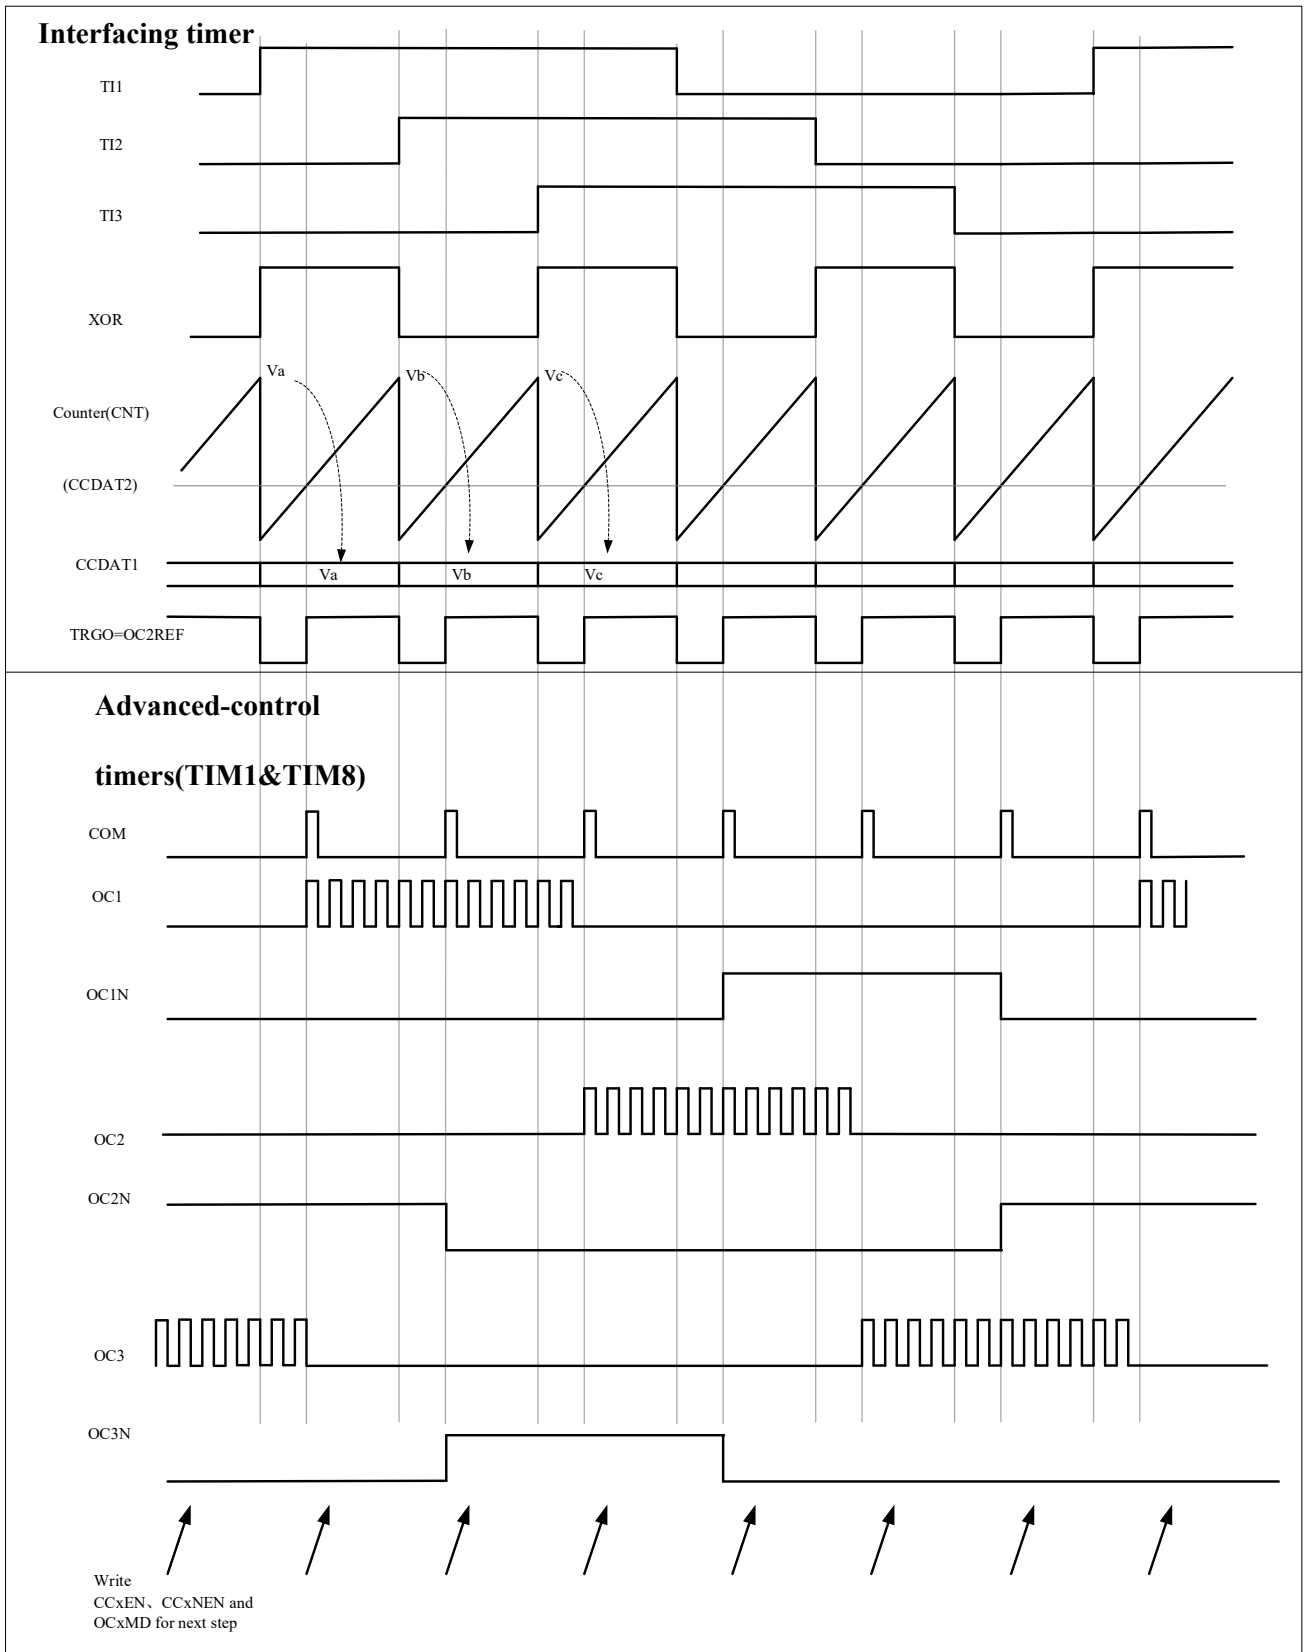 Interfacing timer
TI1
TI2
TI3
XOR
Va
Vb
Vc
Counter(CNT)
(CCDAT2)
CCDAT1
Va
Vb
Vc
TRGO=OC2REF
Advanced-control
timers(TIM1&TIM8)
COM
OC1
OC1N
OC2
OC2N
OC3
OC3N
Write
CCxEN、CCxNEN and
OCxMD for next step